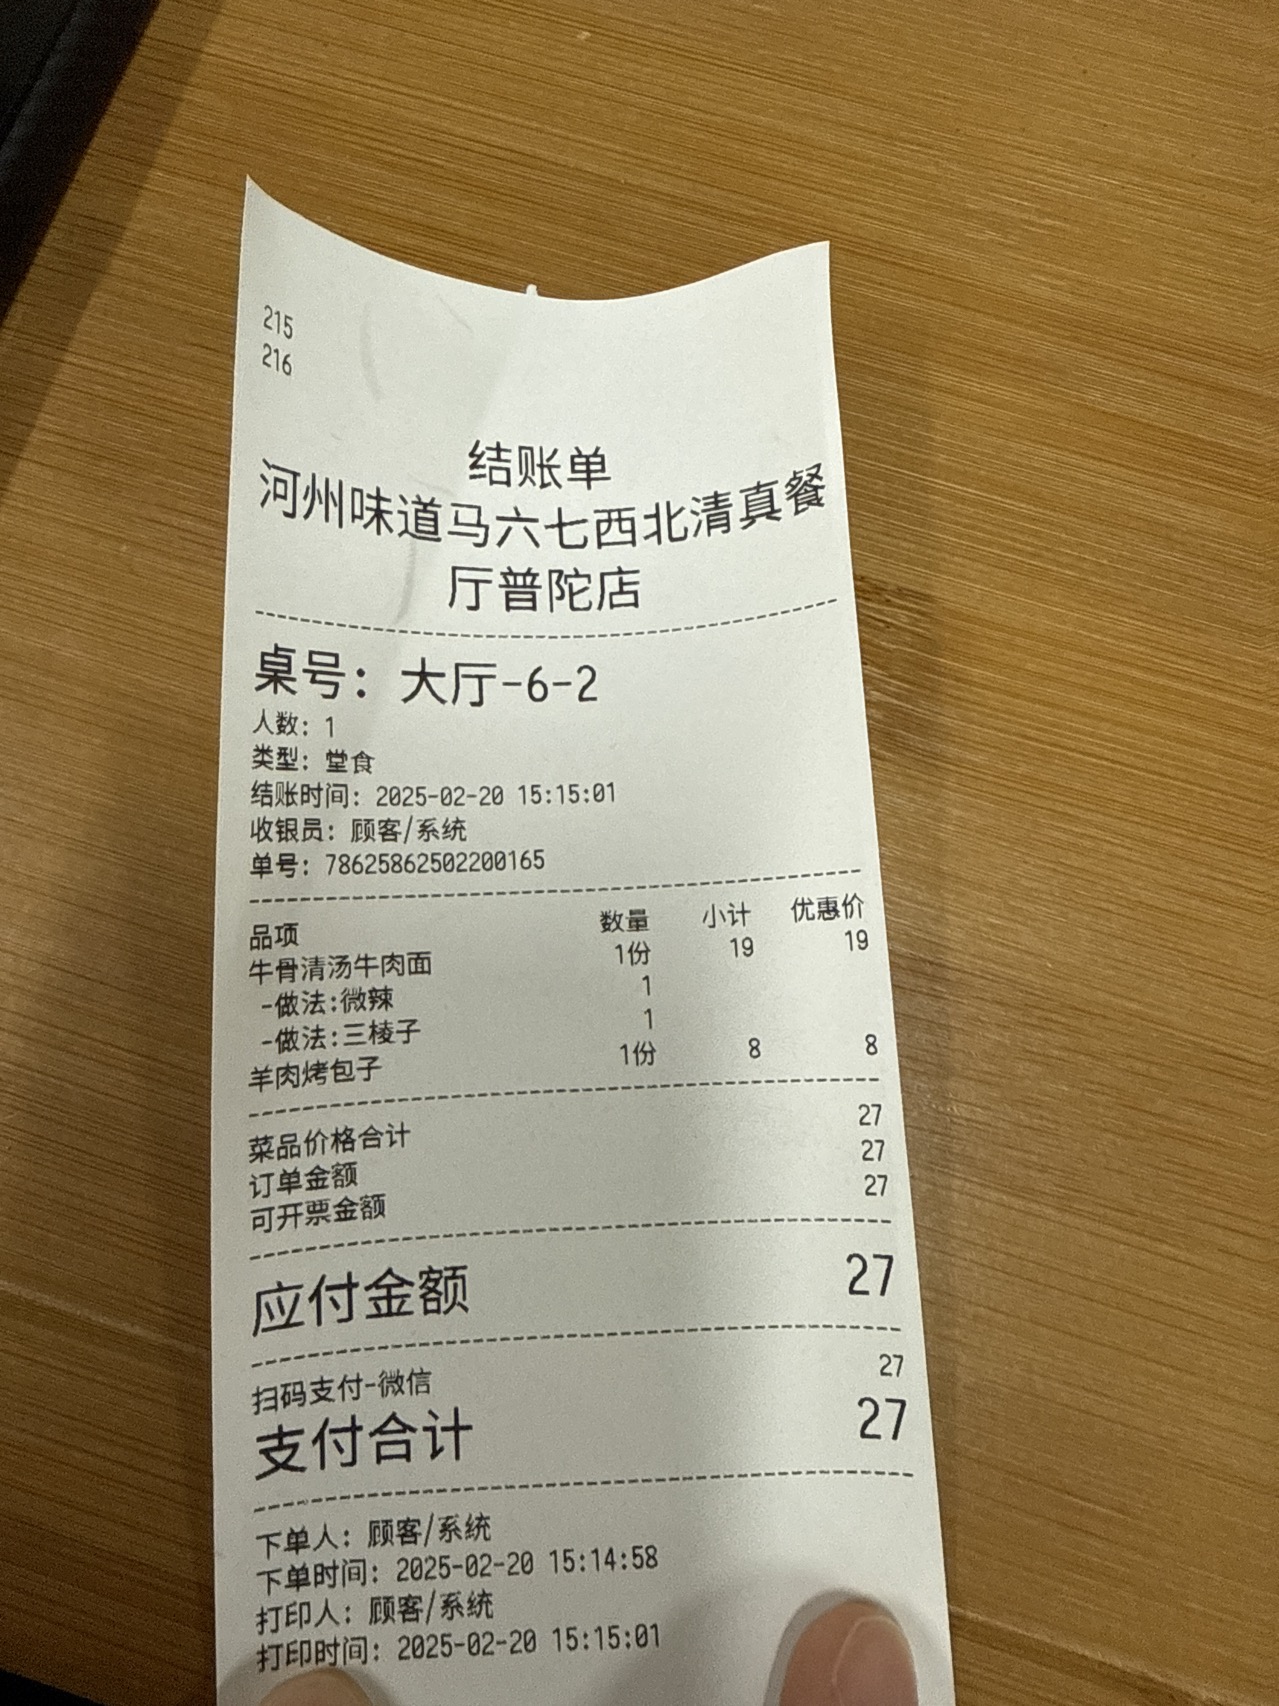 215
216
结账单
河州味道马六七西北清真餐
厅普陀店
桌号：大厅-6-2
人数：1
类型：堂食
结账时间：2025-02-20 15:15:01
收银员：顾客/系统
单号：78625862502200165
品项 数量 小计 优惠价
牛骨清汤牛肉面 1份 19 19
-做法:微辣 1
-做法:三棱子 1
羊肉烤包子 1份 8 8
菜品价格合计 27
订单金额 27
可开票金额 27
应付金额 27
扫码支付-微信 27
支付合计 27
下单人：顾客/系统
下单时间：2025-02-20 15:14:58
打印人：顾客/系统
打印时间：2025-02-20 15:15:01